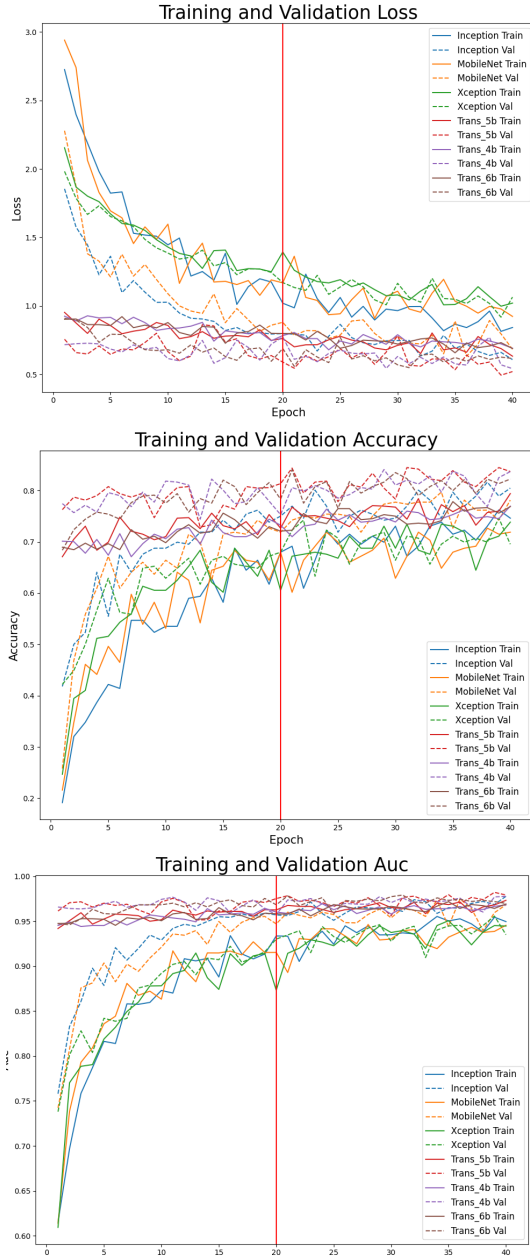 Training and Validation Loss
3.0
2.5
2.0
1.5
1.0
0.5
Loss
Inception Train
Inception Val
MobileNet Train
MobileNet Val
Xception Train
Xception Val
Trans_5b Train
Trans_5b Val
Trans_4b Train
Trans_4b Val
Trans_6b Train
Trans_6b Val
0 5 10 15 20 25 30 35 40
Epoch
Training and Validation Accuracy
0.8
0.7
0.6
0.5
0.4
0.3
0.2
Accuracy
Inception Train
Inception Val
MobileNet Train
MobileNet Val
Xception Train
Xception Val
Trans_5b Train
Trans_5b Val
Trans_4b Train
Trans_4b Val
Trans_6b Train
Trans_6b Val
0 5 10 15 20 25 30 35 40
Epoch
Training and Validation Auc
1.00
0.95
0.90
0.85
0.80
0.75
0.70
0.65
0.60
Inception Train
Inception Val
MobileNet Train
MobileNet Val
Xception Train
Xception Val
Trans_5b Train
Trans_5b Val
Trans_4b Train
Trans_4b Val
Trans_6b Train
Trans_6b Val
0 5 10 15 20 25 30 35 40